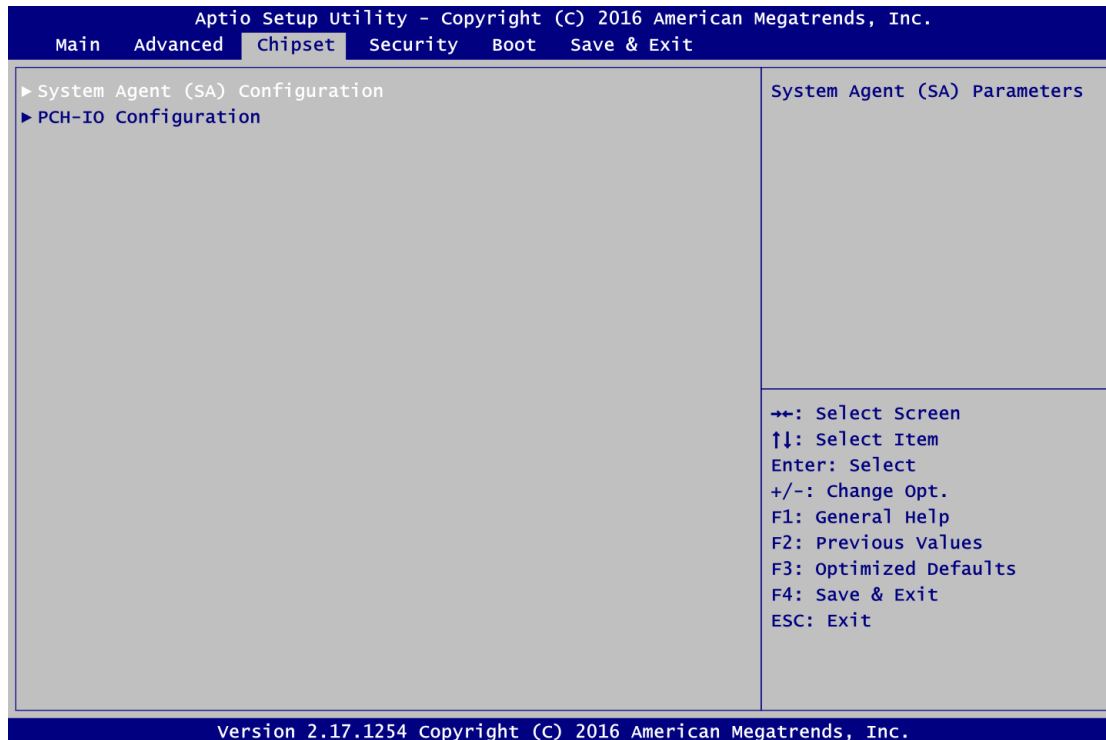 Aptio Setup Utility - Copyright (C) 2016 American Megatrends, Inc.
Main Advanced Chipset Security Boot Save & Exit
►System Agent (SA) Configuration
►PCH-IO Configuration
System Agent (SA) Parameters
→←: Select Screen
↑↓: Select Item
Enter: Select
+/-: Change Opt.
F1: General Help
F2: Previous Values
F3: Optimized Defaults
F4: Save & Exit
ESC: Exit
Version 2.17.1254 Copyright (C) 2016 American Megatrends, Inc.